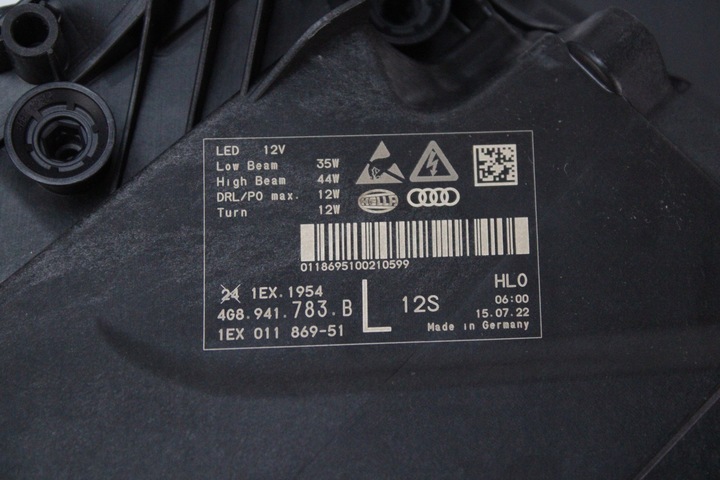 LED 12V
Low Beam 35W
High Beam 44W
DRL/PO max. 12W
Turn 12W
HELLA
0118695100210599
24 1EX.1954
4G8.941.783.B
1EX 011 869-51
L
12S
HL0
06:00
15.07.22
Made in Germany